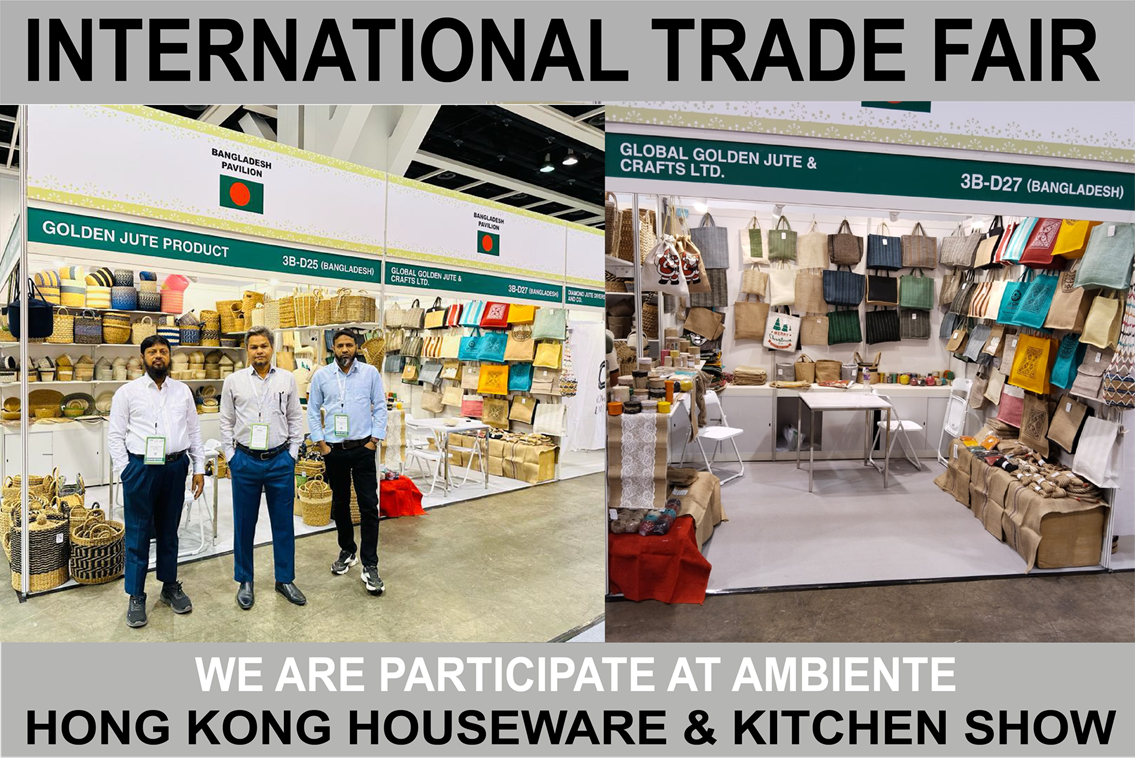 INTERNATIONAL TRADE FAIR
BANGLADESH
PAVILION
BANGLADESH
PAVILION
GOLDEN JUTE PRODUCT
3B-D25 (BANGLADESH)
GLOBAL GOLDEN JUTE &
CRAFTS LTD.
3B-D27 (BANGLADESH)
DIAMOND JUTE
AND CO.
GLOBAL GOLDEN JUTE &
CRAFTS LTD.
3B-D27 (BANGLADESH)
WE ARE PARTICIPATE AT AMBIENTE
HONG KONG HOUSEWARE & KITCHEN SHOW